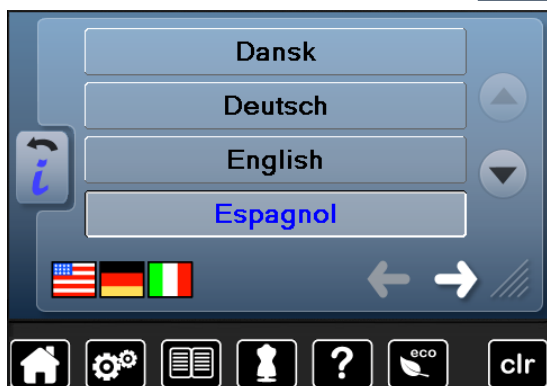 Dansk
Deutsch
English
Espagnol
i
? eco clr